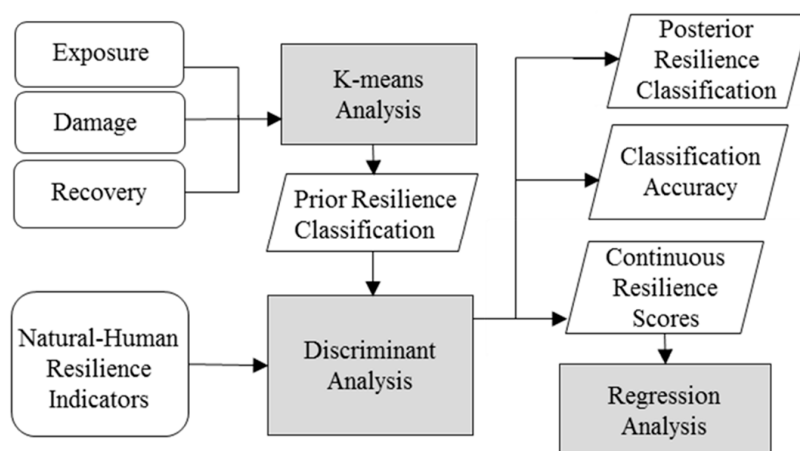 Exposure
Damage
Recovery
K-means
Analysis
Prior Resilience
Classification
Natural-Human
Resilience
Indicators
Discriminant
Analysis
Posterior
Resilience
Classification
Classification
Accuracy
Continuous
Resilience
Scores
Regression
Analysis